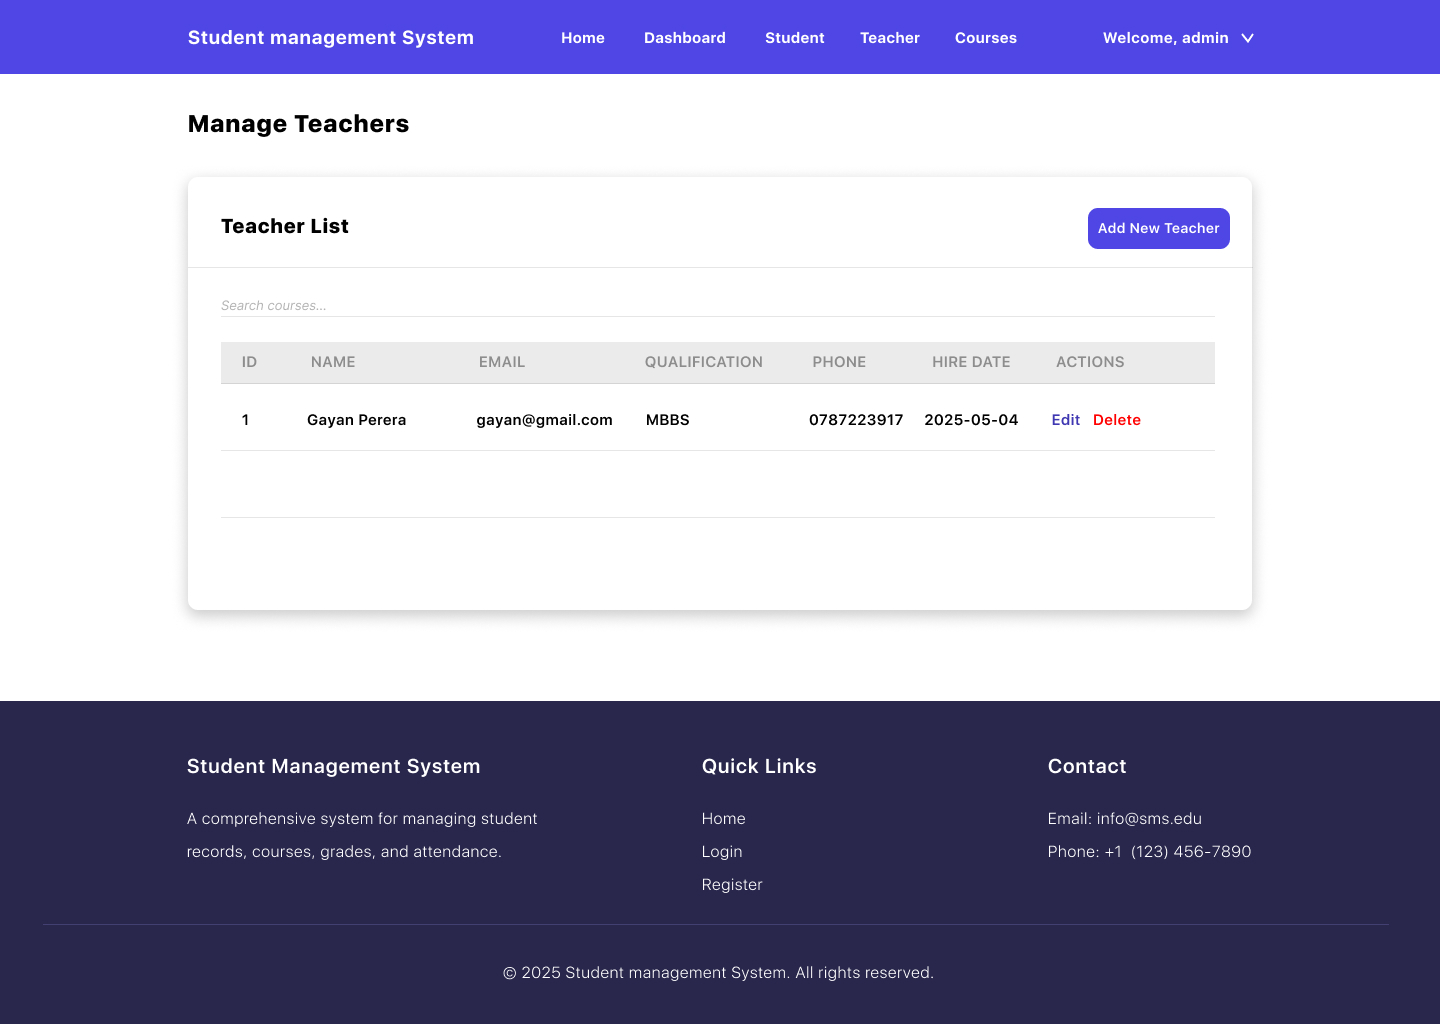 Student management System Home Dashboard Student Teacher Courses Welcome, admin
Manage Teachers
Teacher List Add New Teacher
Search courses...
ID NAME EMAIL QUALIFICATION PHONE HIRE DATE ACTIONS
1 Gayan Perera gayan@gmail.com MBBS 0787223917 2025-05-04 Edit Delete
Student Management System
A comprehensive system for managing student
records, courses, grades, and attendance.
Quick Links
Home
Login
Register
Contact
Email: info@sms.edu
Phone: +1 (123) 456-7890
© 2025 Student management System. All rights reserved.